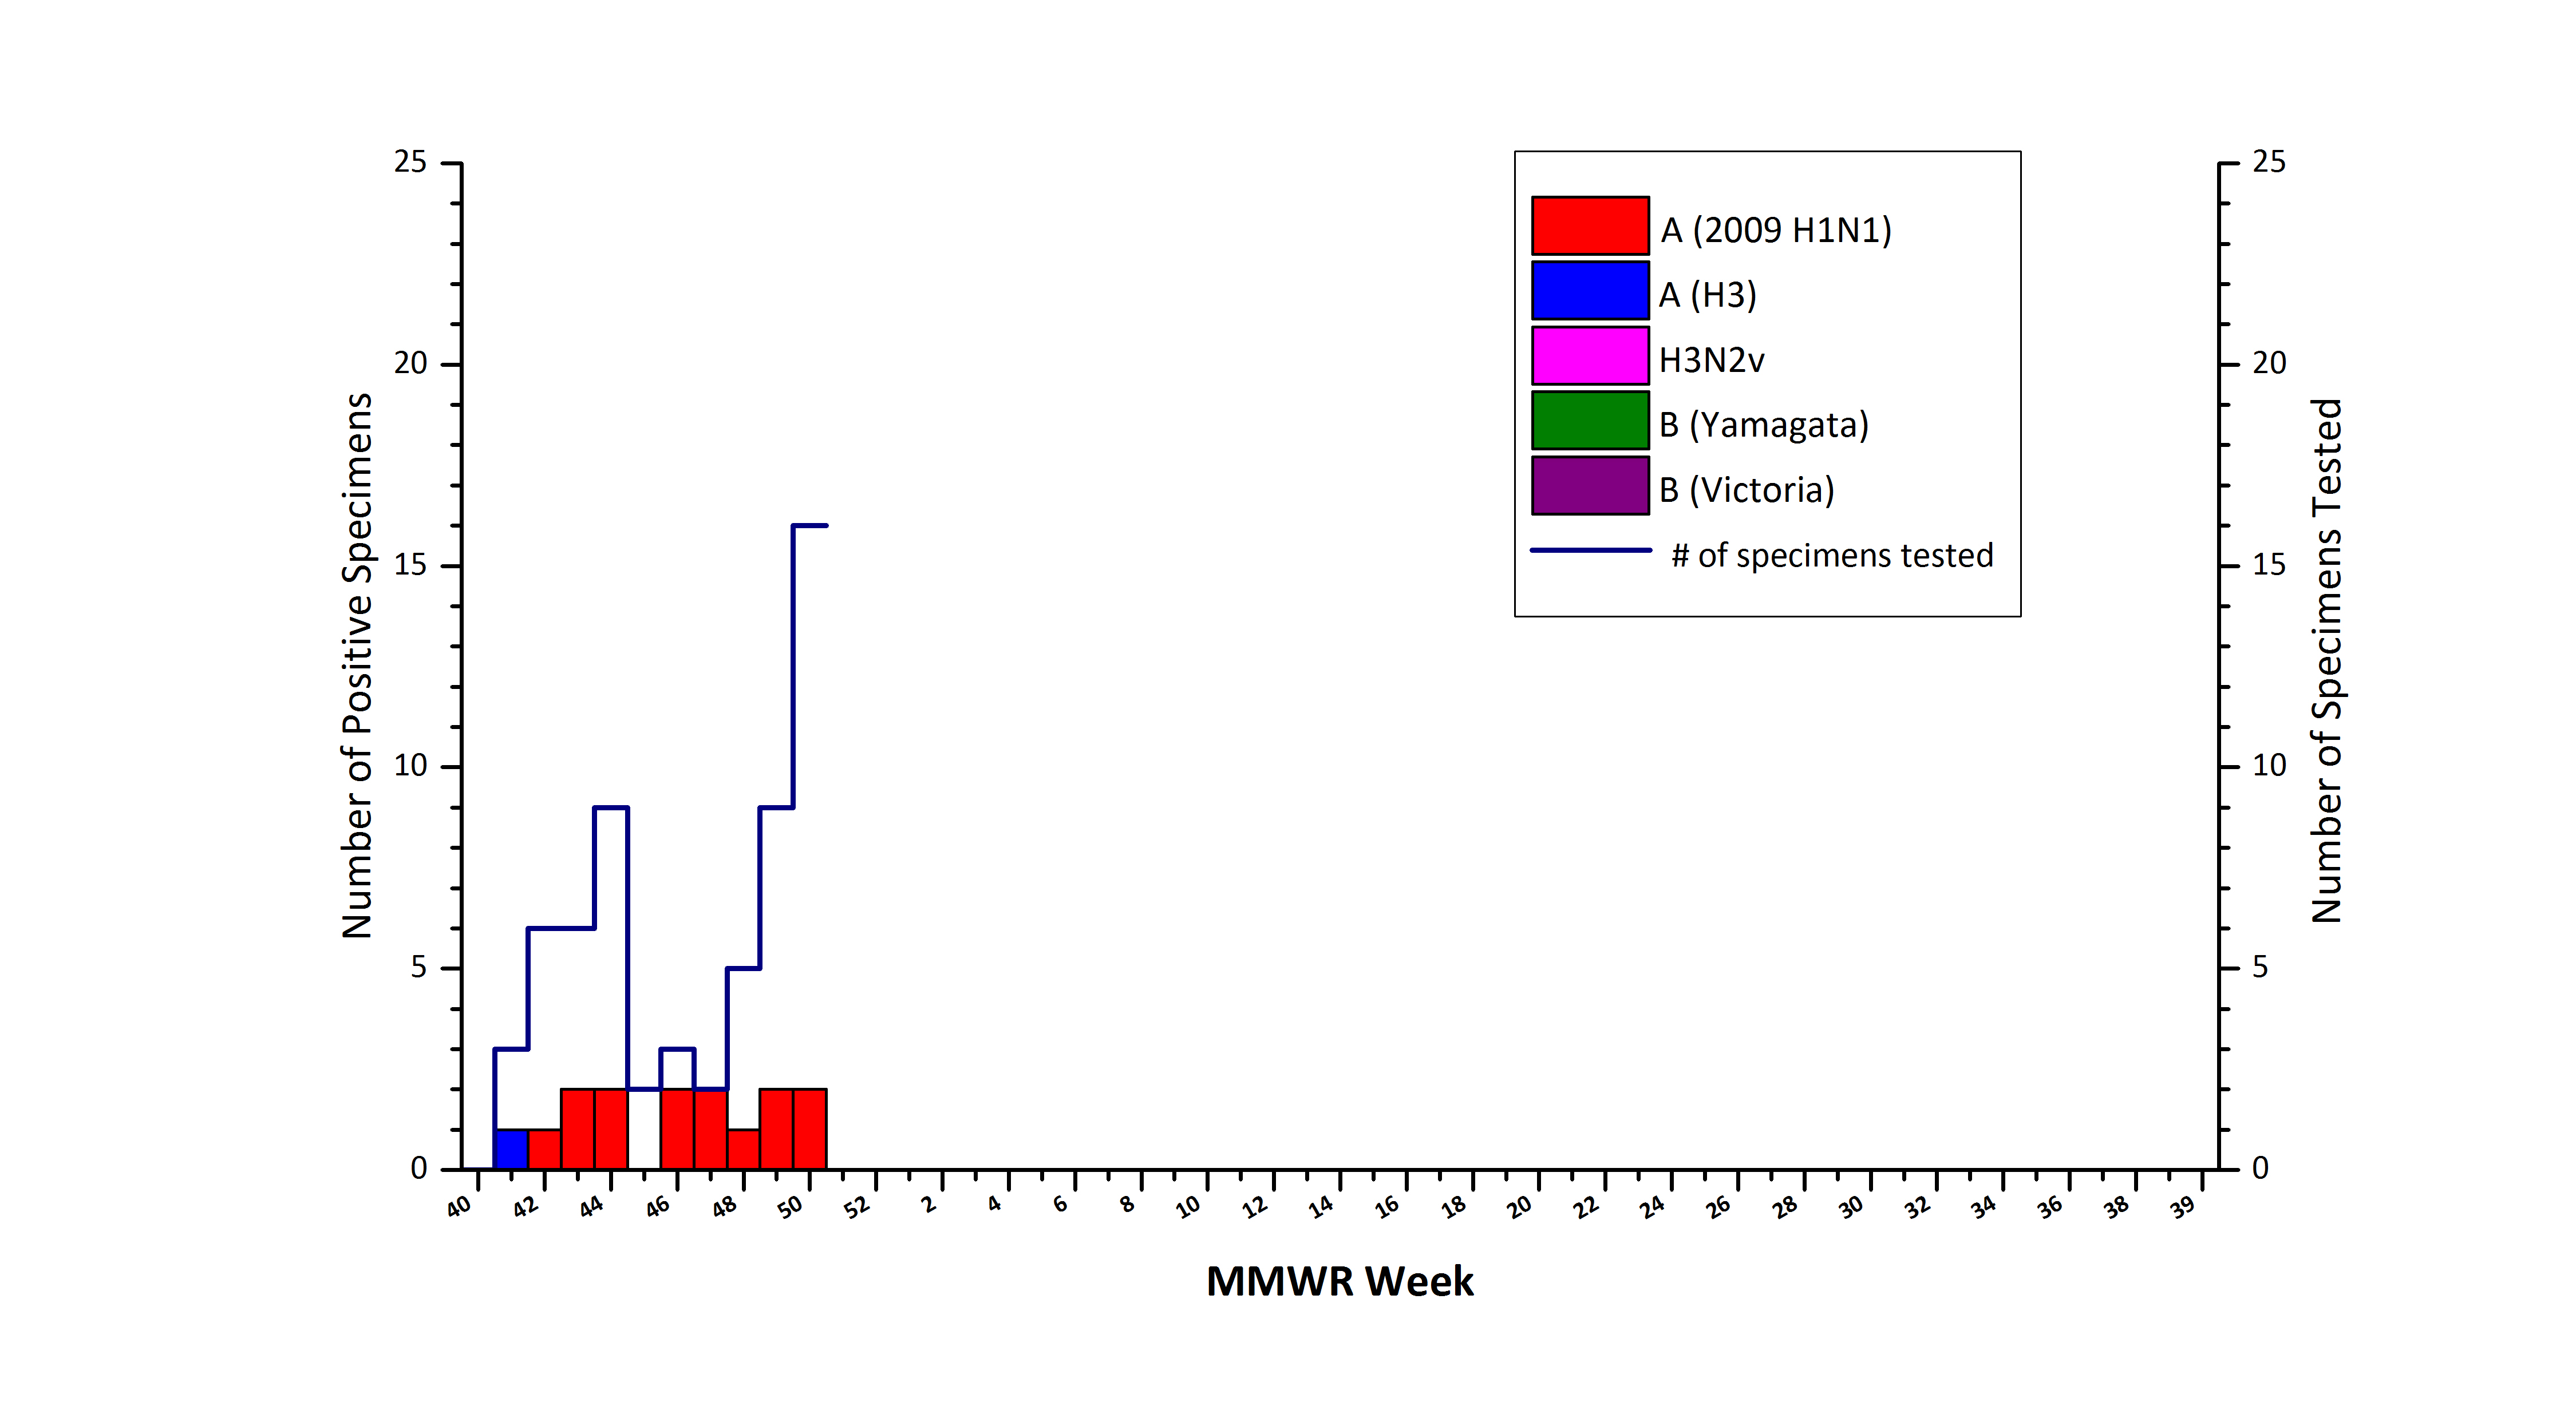 Number of Positive Specimens
25
20
15
10
5
0
A (2009 H1N1)
A (H3)
H3N2v
B (Yamagata)
B (Victoria)
# of specimens tested
25
20
15
10
5
0
Number of Specimens Tested
40 42 44 46 48 50 52 2 4 6 8 10 12 14 16 18 20 22 24 26 28 30 32 34 36 38 39
MMWR Week